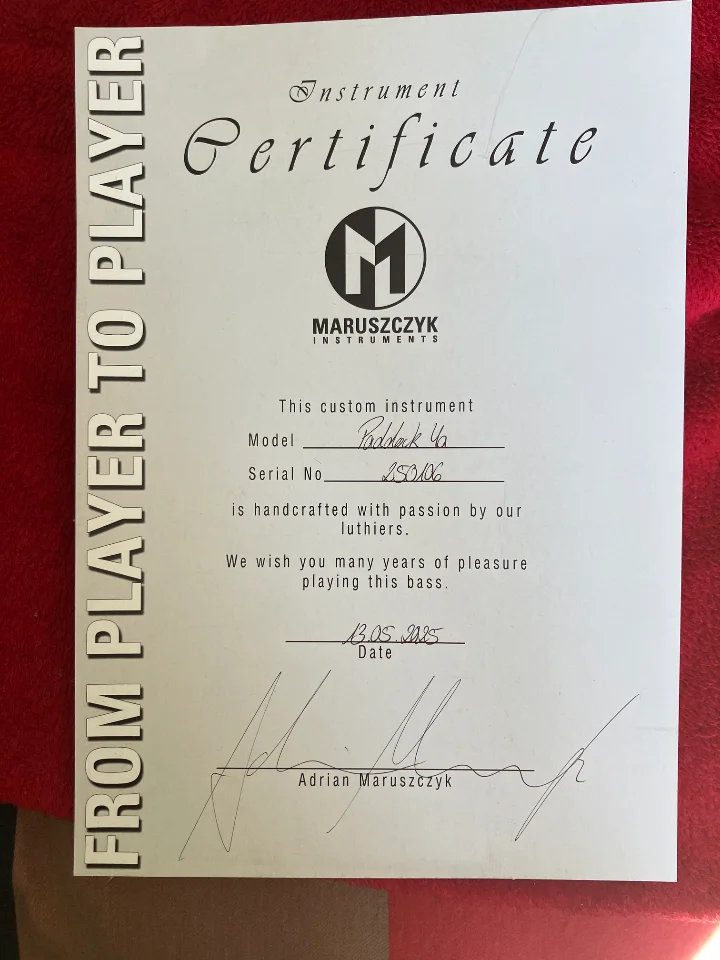 FROM PLAYER TO PLAYER
Instrument
Certificate
M
MARUSZCZYK
INSTRUMENTS
This custom instrument
Model Paddock 4a
Serial No 250106
is handcrafted with passion by our
luthiers.
We wish you many years of pleasure
playing this bass.
13.05.2025
Date
Adrian Maruszczyk